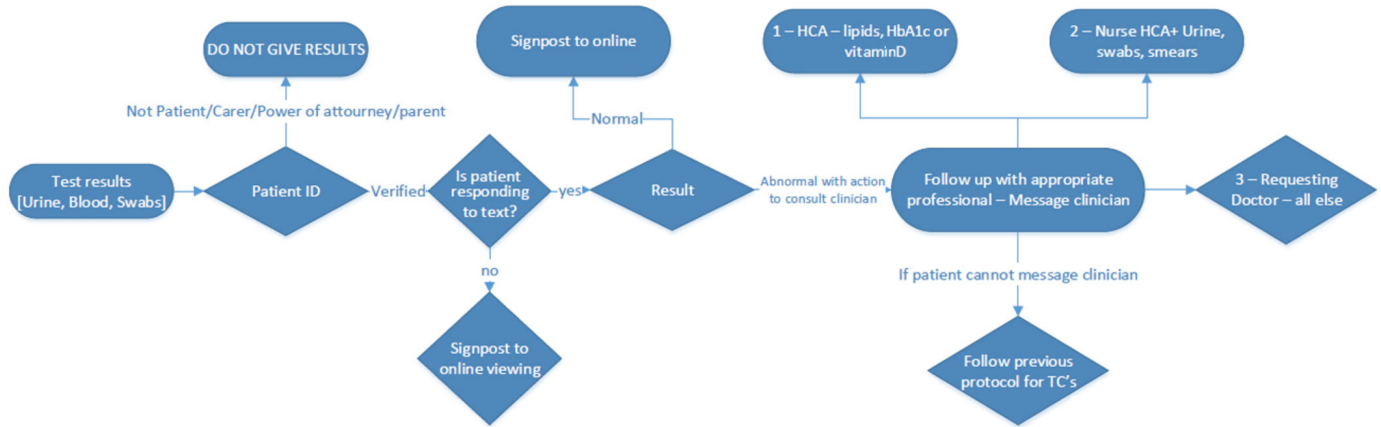 DO NOT GIVE RESULTS
Signpost to online
1 – HCA – lipids, HbA1c or
vitaminD
2 – Nurse HCA+ Urine,
swabs, smears
Not Patient/Carer/Power of attourney/parent
Normal
Test results
[Urine, Blood, Swabs]
Patient ID
Verified
Is patient
responding
to text?
yes
Result
Abnormal with action
to consult clinician
Follow up with appropriate
professional – Message clinician
3 – Requesting
Doctor – all else
no
If patient cannot message clinician
Signpost to
online viewing
Follow previous
protocol for TC's